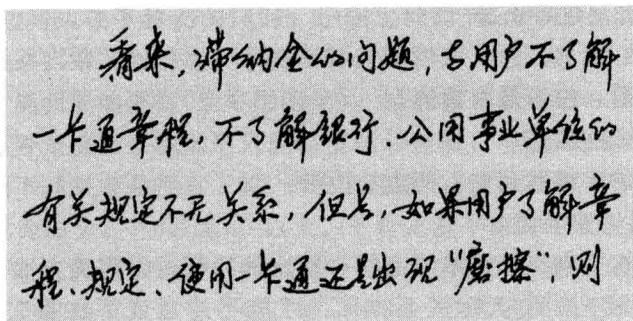 看来,滞纳金的问题,与用户不了解
一卡通章程,不了解银行、公用事业单位的
有关规定不无关系,但是,如果用户了解章
程、规定、使用一卡通还是出现“磨擦”,则